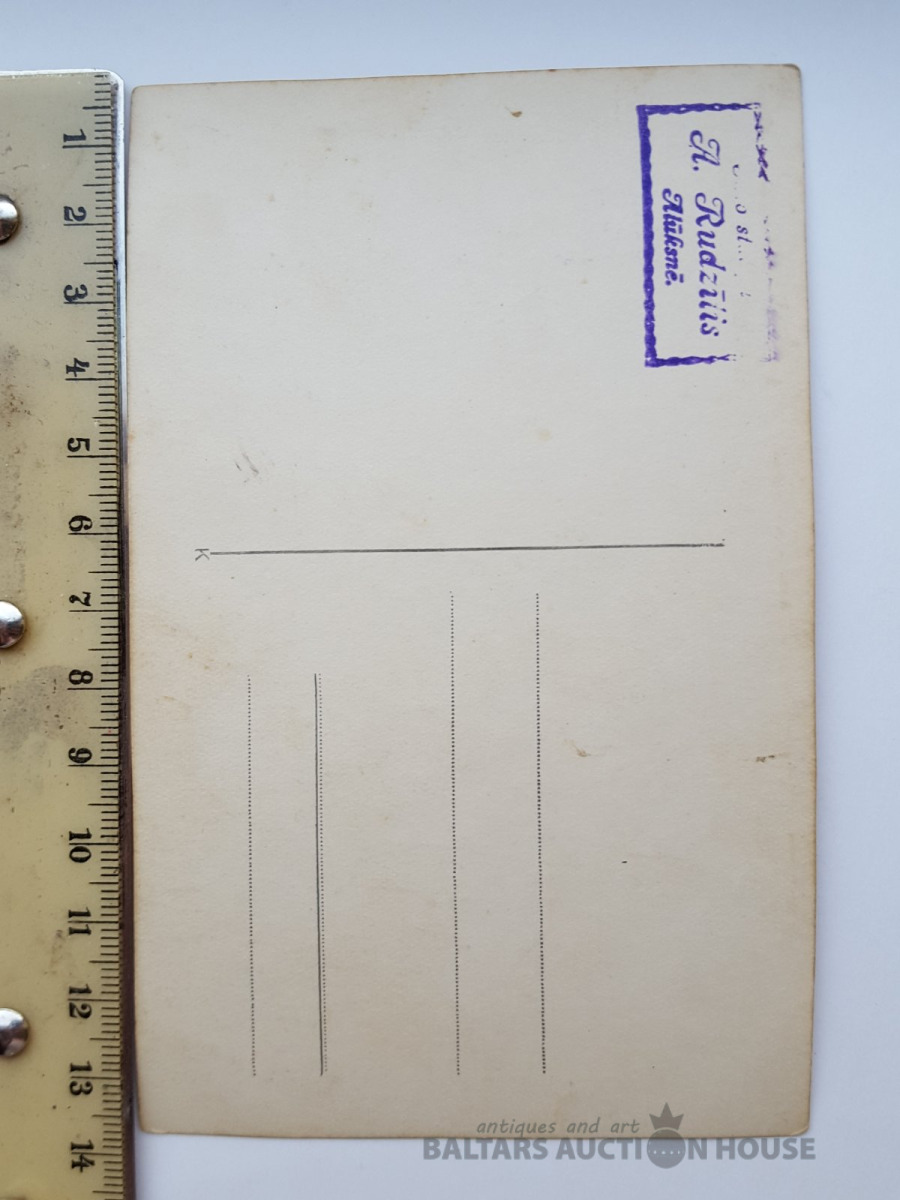 A. Rudzītis
Alūksnē.
K
1
2
3
4
5
6
7
8
9
10
11
12
13
14
antiques and art
BALTARS AUCTION HOUSE